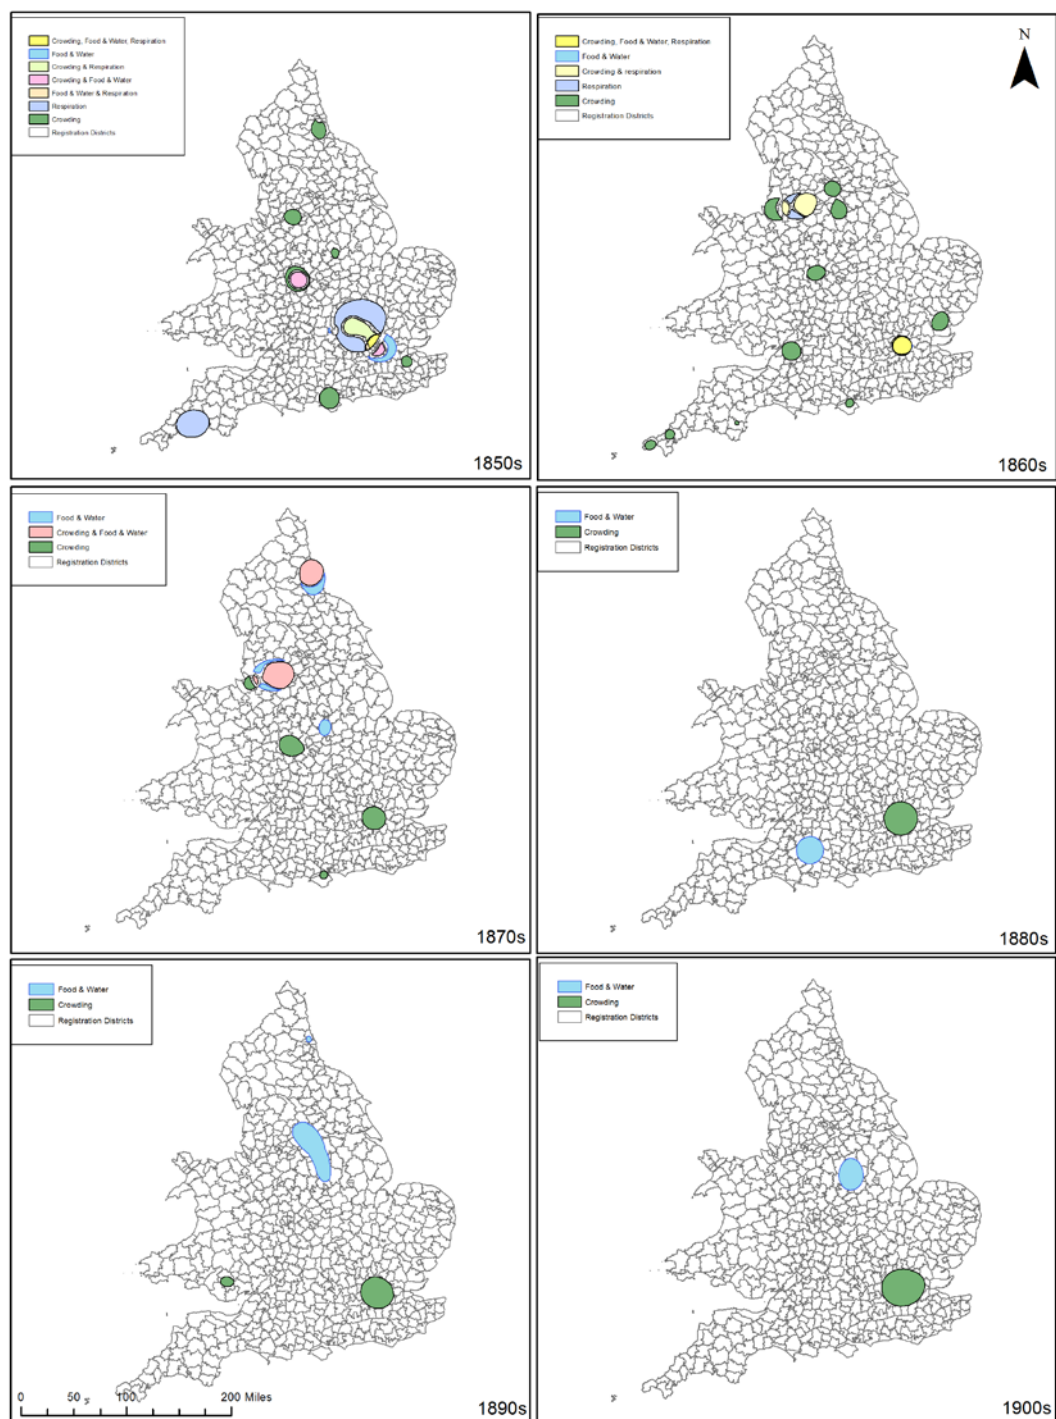 Crowding, Food & Water, Respiration
Food & Water
Crowding & Respiration
Crowding & Food & Water
Food & Water & Respiration
Respiration
Crowding
Registration Districts
1850s
Crowding, Food & Water, Respiration
Food & Water
Crowding & respiration
Respiration
Crowding
Registration Districts
N
1860s
Food & Water
Crowding & Food & Water
Crowding
Registration Districts
1870s
Food & Water
Crowding
Registration Districts
1880s
Food & Water
Crowding
Registration Districts
0 50 100 200 Miles
1890s
Food & Water
Crowding
Registration Districts
1900s